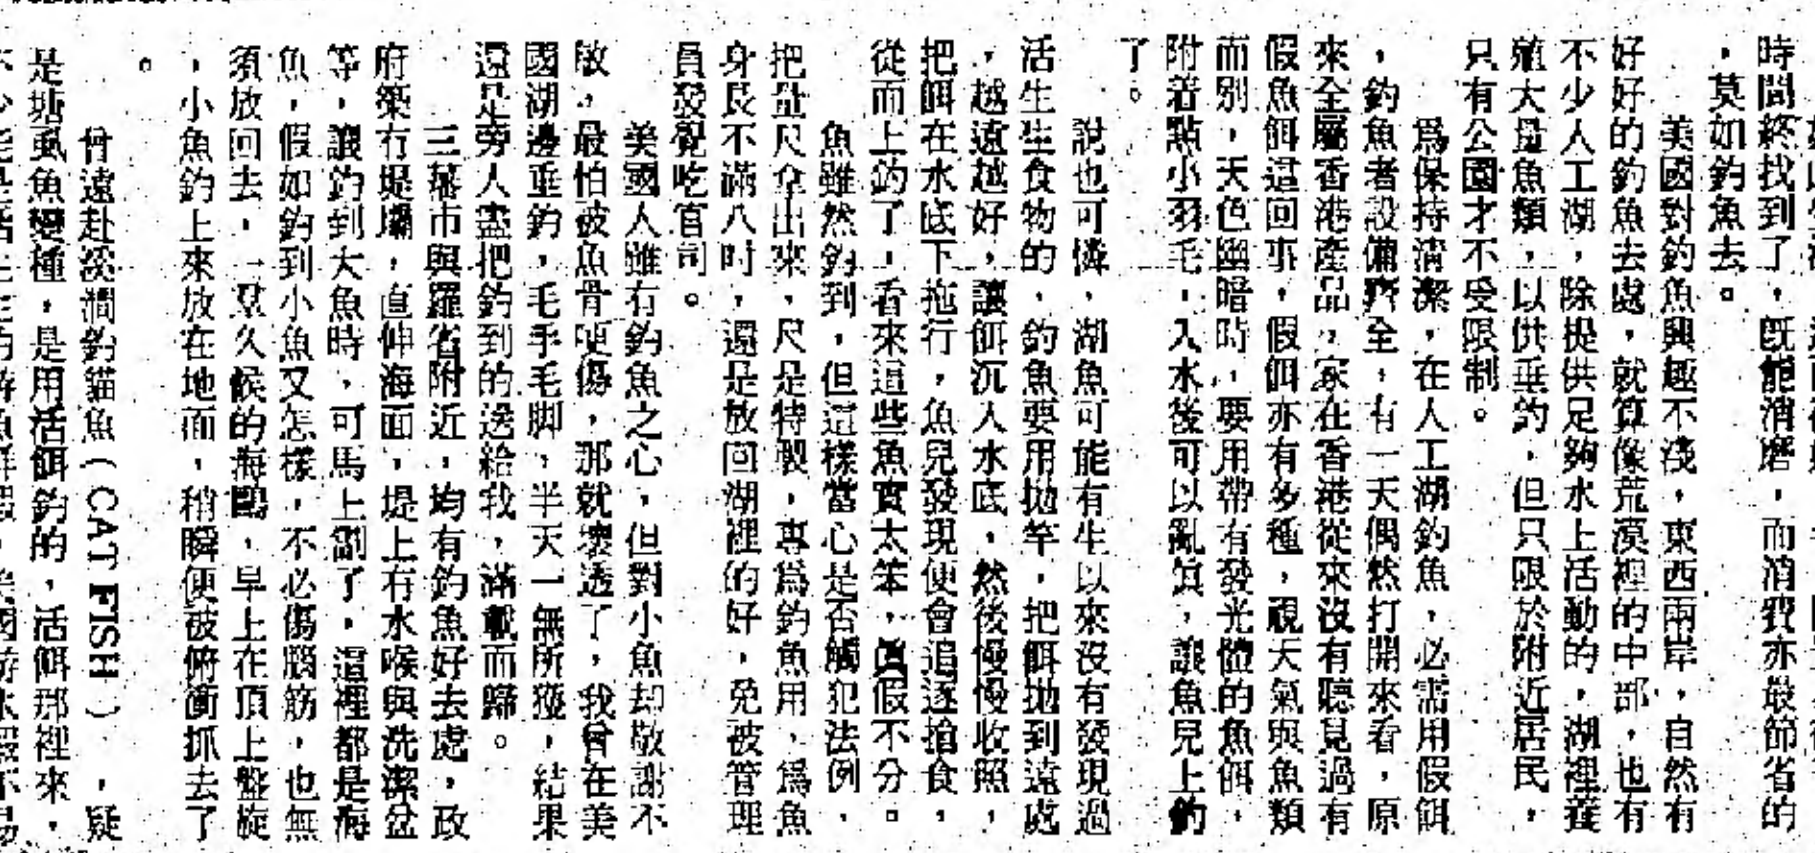 時間終找到了，既能消磨，而消費亦最節省的
，莫如釣魚去。
美國對釣魚興趣不淺，東西兩岸，自然有
好好的釣魚去處，就算像荒漠裡的中部，也有
不少人工湖，除提供足夠水上活動的，湖裡養
殖大量魚類，以供垂釣，但只限於附近居民，
只有公園才不受限制。
爲保持清潔，在人工湖釣魚，必需用假餌
，釣魚者設備齊全，有一天偶然打開來看，原
來全屬香港產品，家在香港從來沒有聽見過有
假魚餌這回事，假餌亦有多種，視天氣與魚類
而別，天色幽暗時，要用帶有發光體的魚餌，
附着點小羽毛，入水後可以亂眞，讓魚兒上釣
了。
說也可憐，湖魚可能有生以來沒有發現過
活生生食物的，釣魚要用拋竿，把餌拋到遠處
，越遠越好，讓餌沉入水底，然後慢慢收照，
把餌在水底下拖行，魚兒發現便會追逐搶食，
從而上釣了，看來這些魚實太笨，眞假不分。
魚雖然釣到，但這樣當心是否觸犯法例，
把量尺拿出來，尺是特製，專爲釣魚用，爲魚
身長不滿八吋，還是放回湖裡的好，免被管理
員發覺吃官司。
美國人雖有釣魚之心，但對小魚却敬謝不
敏，最怕被魚骨哽傷，那就壞透了，我曾在美
國湖邊垂釣，毛手毛脚，半天一無所獲，結果
還是旁人盡把釣到的送給我，滿載而歸。
三藩市與羅省附近，均有釣魚好去處，政
府築有堤壩，直伸海面，堤上有水喉與洗潔盆
等，讓釣到大魚時，可馬上劏了，這裡都是海
魚，假如釣到小魚又怎樣，不必傷腦筋，也無
須放回去，一早久候的海鷗，早上在頂上盤旋
，小魚釣上來放在地面，稍瞬便被俯衝抓去了
。
曾遠赴溪澗釣貓魚（CAT FISH），疑
是塘虱魚變種，是用活餌釣的，活餌那裡來，